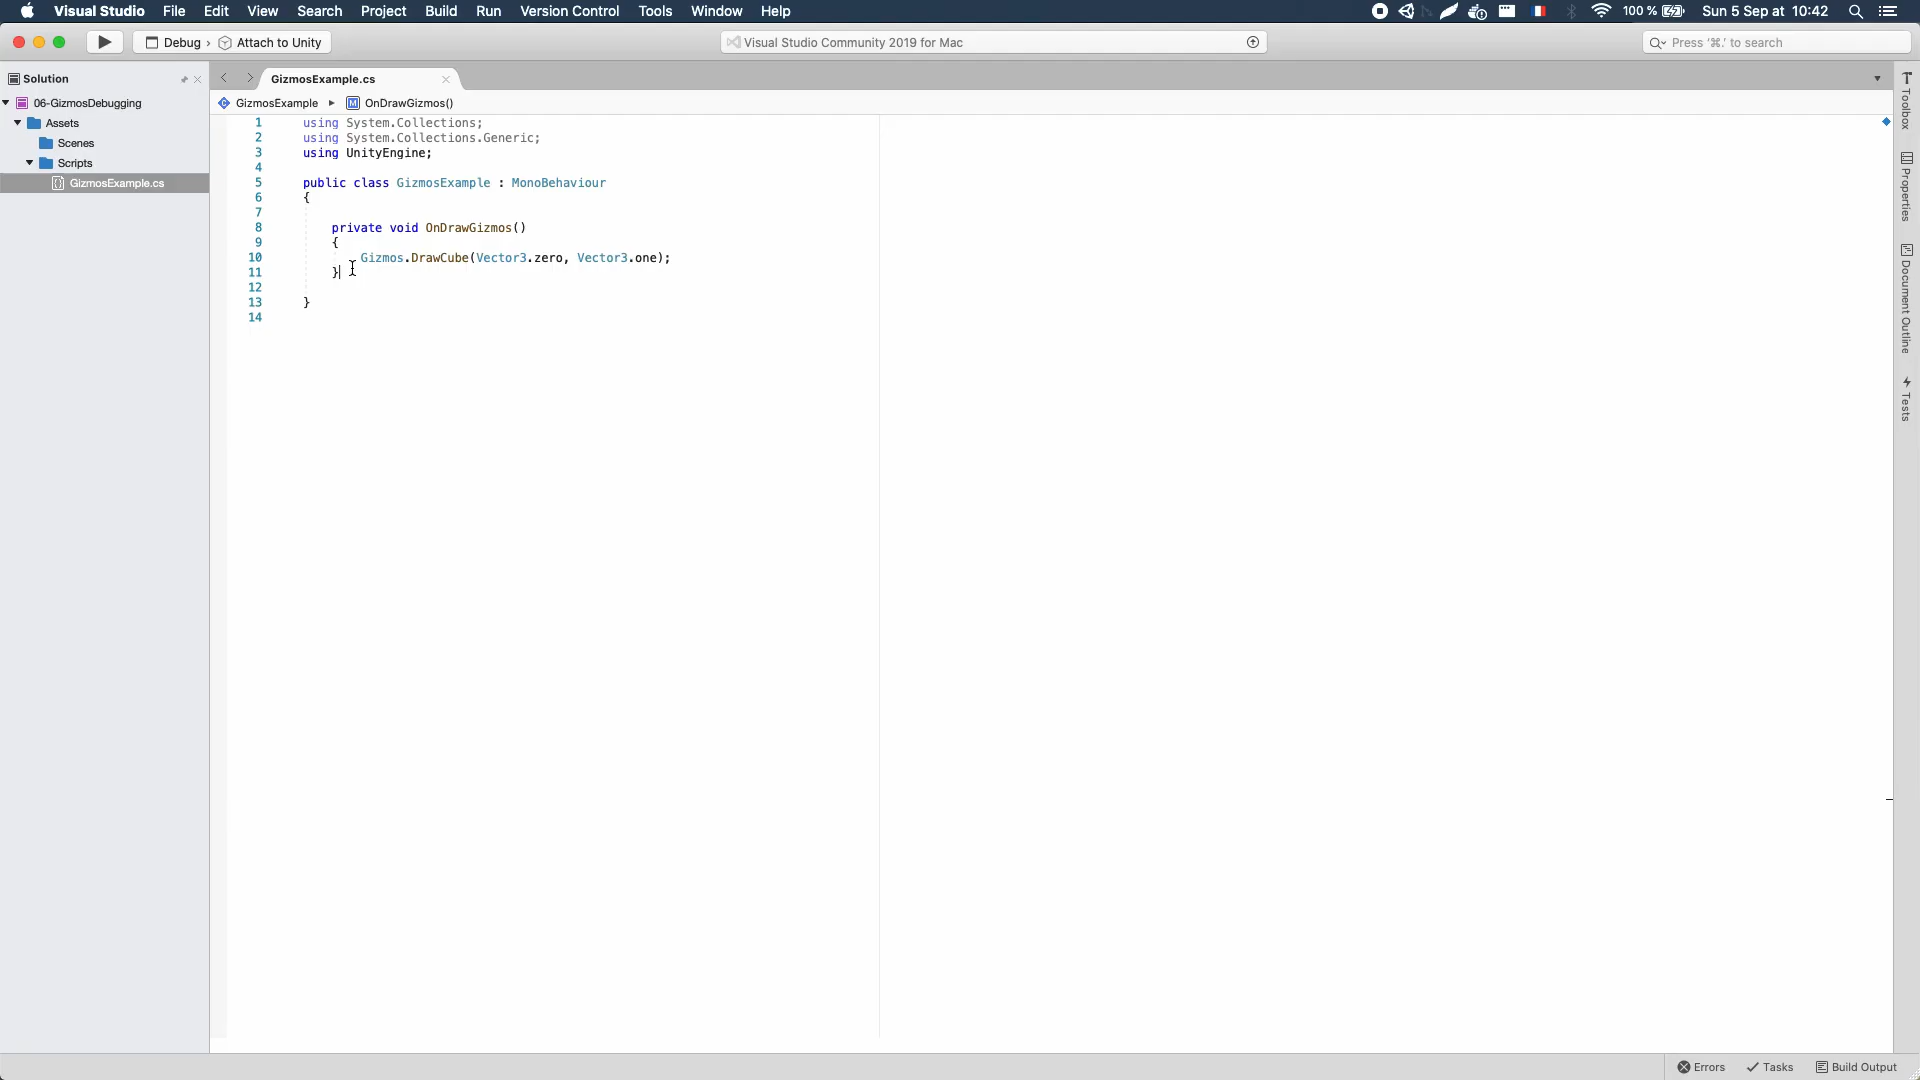 Visual Studio File Edit View Search Project Build Run Version Control Tools Window Help 100 % Sun 5 Sep at 10:42
Debug › Attach to Unity Visual Studio Community 2019 for Mac Press '⌘.' to search
Solution GizmosExample.cs
06-GizmosDebugging GizmosExample ▸ M OnDrawGizmos()
Assets
Scenes
Scripts
GizmosExample.cs
1 using System.Collections;
2 using System.Collections.Generic;
3 using UnityEngine;
4
5 public class GizmosExample : MonoBehaviour
6 {
7
8 private void OnDrawGizmos()
9 {
10 Gizmos.DrawCube(Vector3.zero, Vector3.one);
11 }
12
13 }
14
Toolbox
Properties
Document Outline
Tests
Errors Tasks Build Output